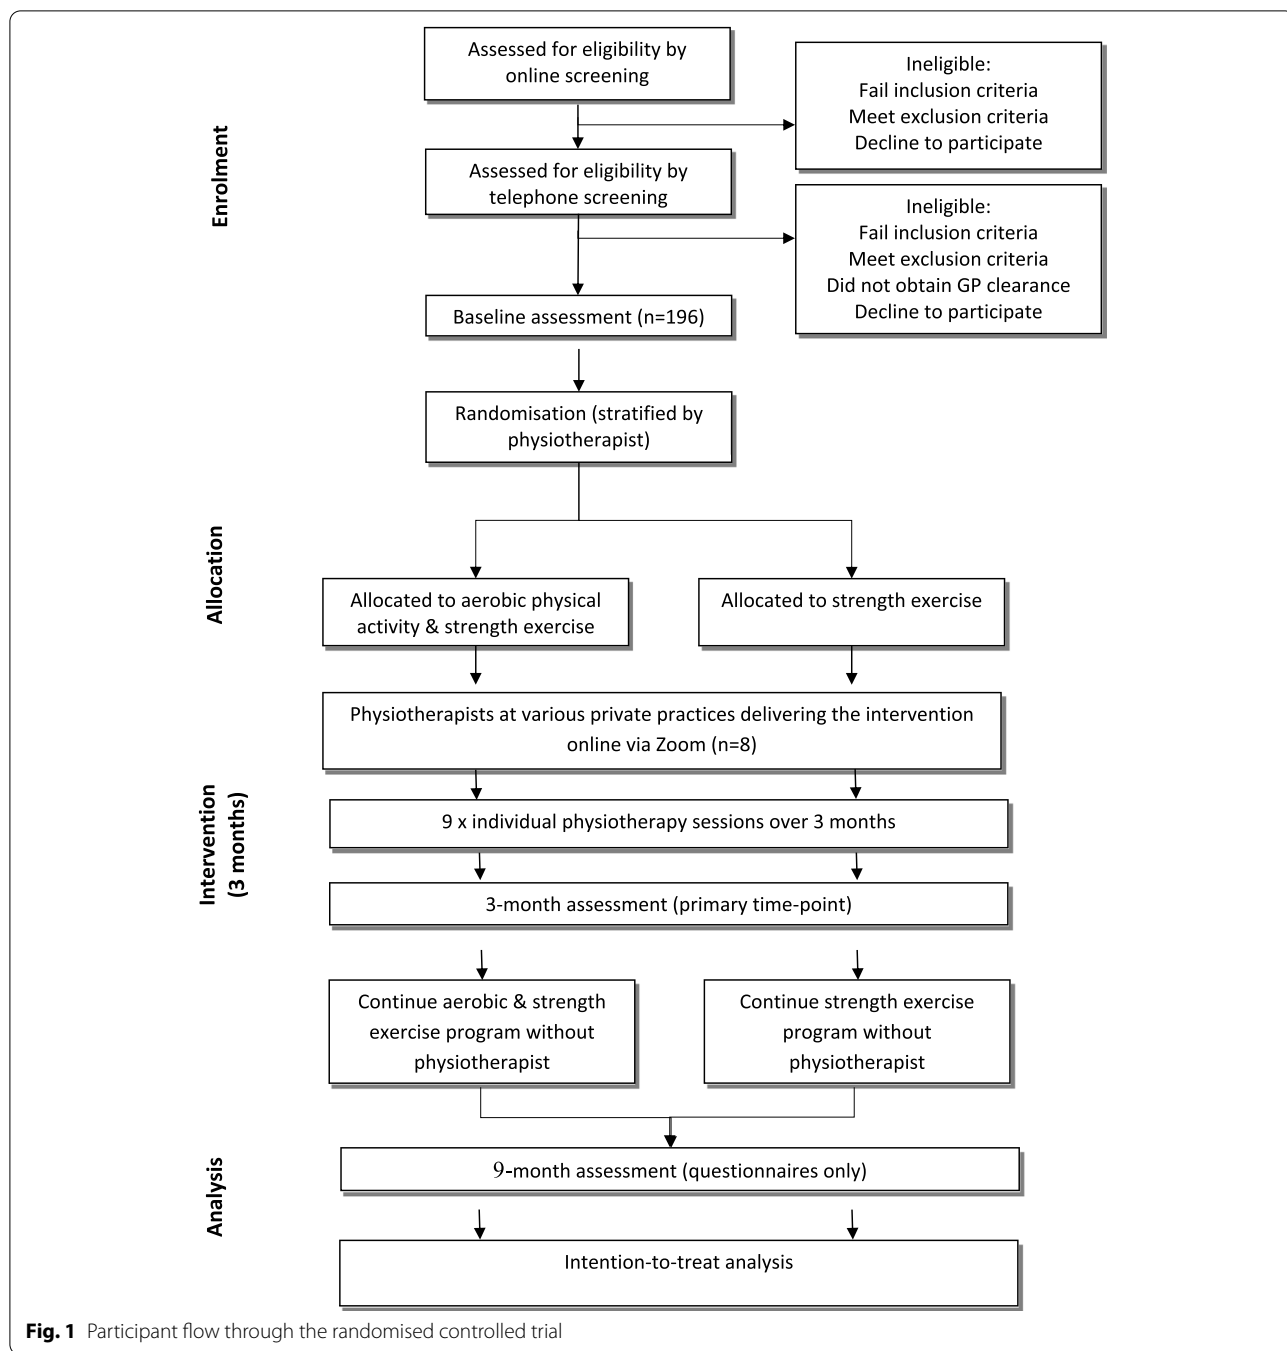 Assessed for eligibility by
online screening
Ineligible:
Fail inclusion criteria
Meet exclusion criteria
Decline to participate
Enrolment
Assessed for eligibility by
telephone screening
Ineligible:
Fail inclusion criteria
Meet exclusion criteria
Did not obtain GP clearance
Decline to participate
Baseline assessment (n=196)
Randomisation (stratified by
physiotherapist)
Allocation
Allocated to aerobic physical
activity & strength exercise
Allocated to strength exercise
Physiotherapists at various private practices delivering the intervention
online via Zoom (n=8)
Intervention
(3 months)
9 x individual physiotherapy sessions over 3 months
3-month assessment (primary time-point)
Continue aerobic & strength
exercise program without
physiotherapist
Continue strength exercise
program without
physiotherapist
Analysis
9-month assessment (questionnaires only)
Intention-to-treat analysis
Fig. 1 Participant flow through the randomised controlled trial